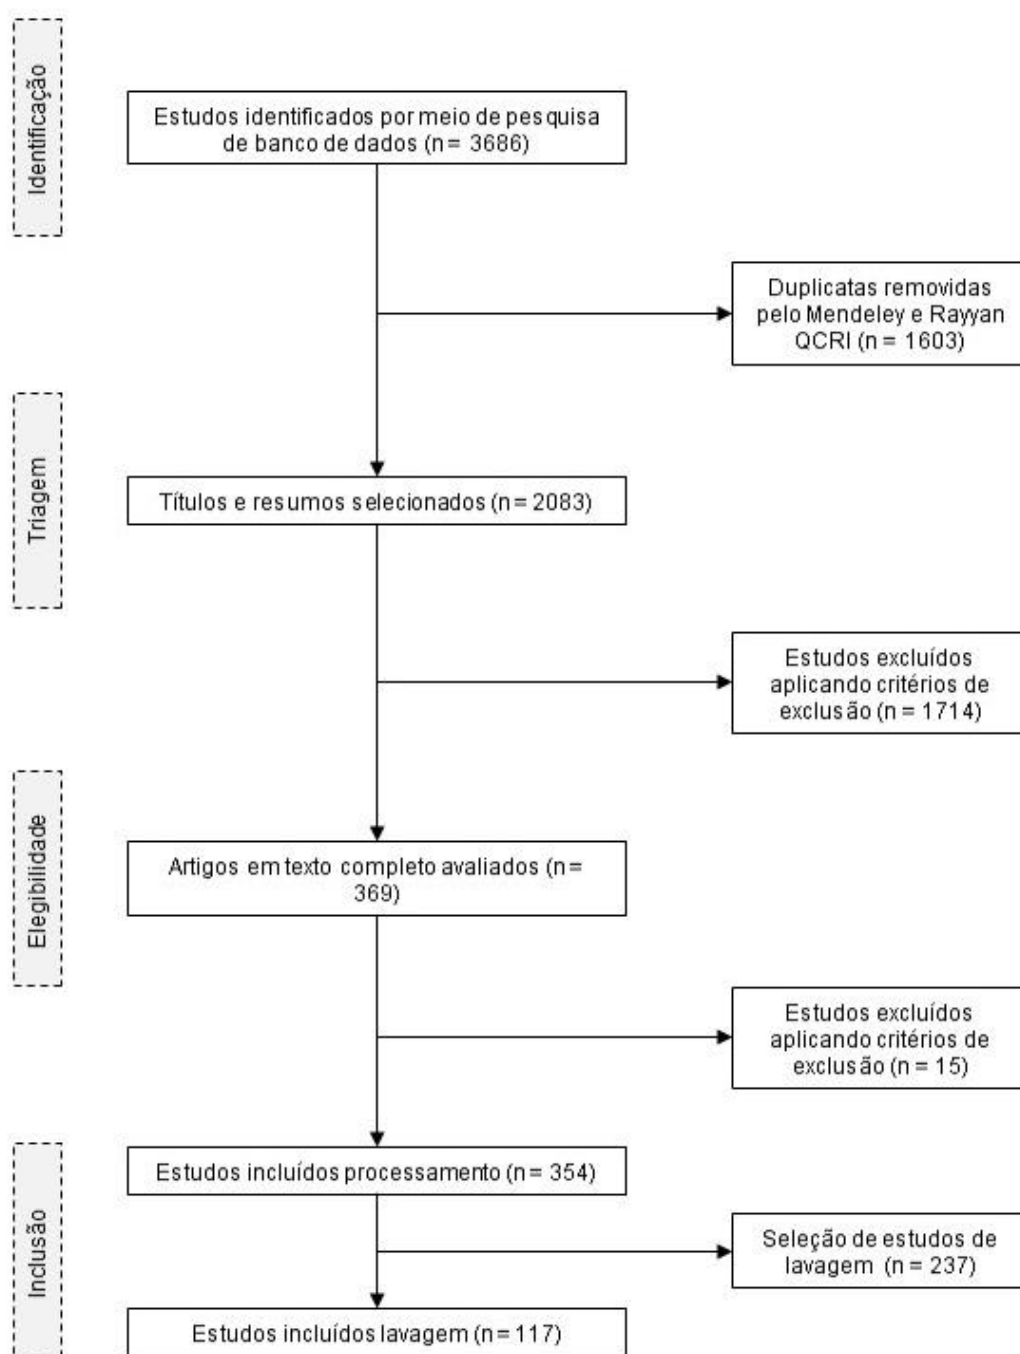 Identificação
Estudos identificados por meio de pesquisa
de banco de dados (n = 3686)
Duplicatas removidas
pelo Mendeley e Rayyan
QCRI (n = 1603)
Triagem
Títulos e resumos selecionados (n = 2083)
Estudos excluídos
aplicando critérios de
exclusão (n = 1714)
Elegibilidade
Artigos em texto completo avaliados (n =
369)
Estudos excluídos
aplicando critérios de
exclusão (n = 15)
Inclusão
Estudos incluídos processamento (n = 354)
Seleção de estudos de
lavagem (n = 237)
Estudos incluídos lavagem (n = 117)